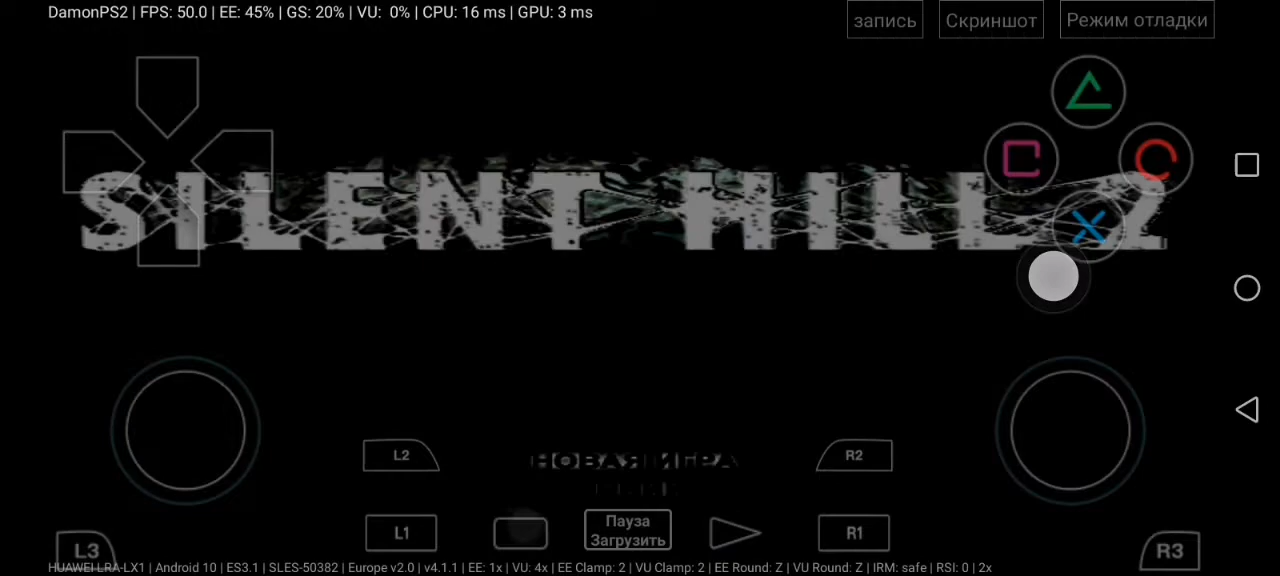 DamonPS2 | FPS: 50.0 | EE: 45% | GS: 20% | VU: 0% | CPU: 16 ms | GPU: 3 ms
запись
Скриншот
Режим отладки
SILENT HILL 2
L2
НОВАЯ ИГРА
R2
L1
Пауза
Загрузить
R1
L3
R3
HUAWEI LRA-LX1 | Android 10 | ES3.1 | SLES-50382 | Europe v2.0 | v4.1.1 | EE: 1x | VU: 4x | EE Clamp: 2 | VU Clamp: 2 | EE Round: Z | VU Round: Z | IRM: safe | RSI: 0 | 2x